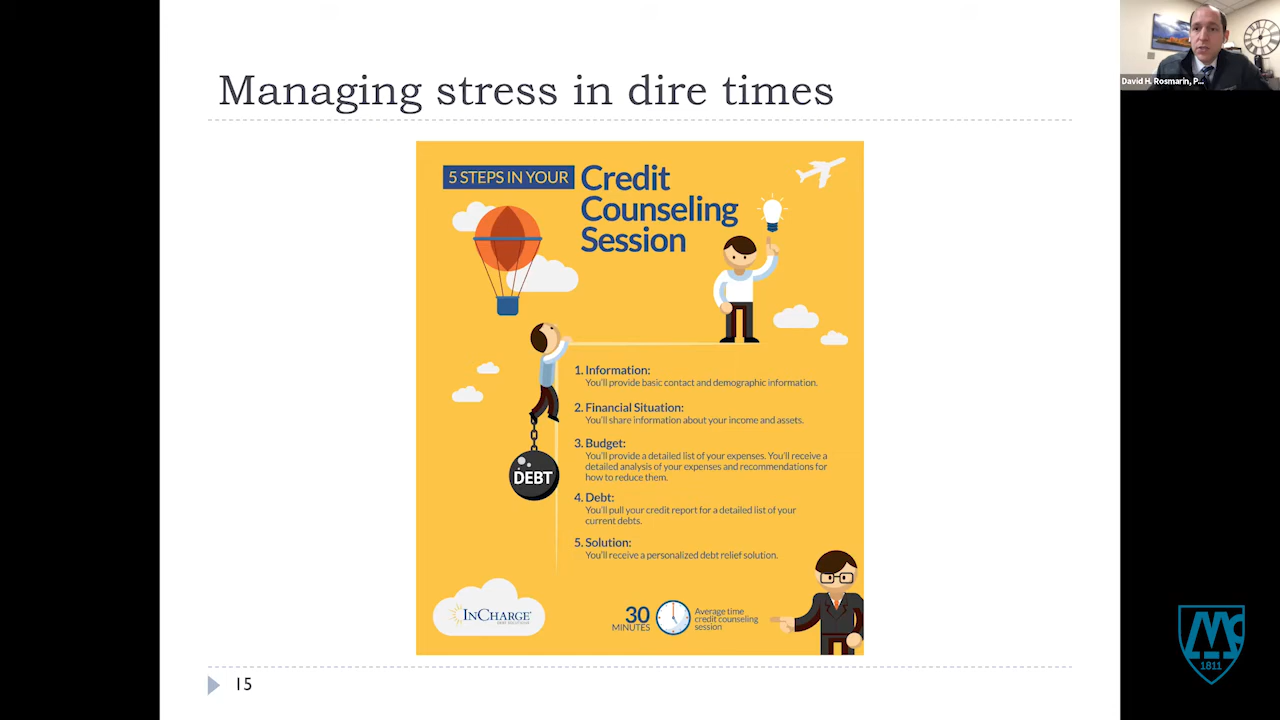 Managing stress in dire times
David H. Rosmarin, P...
5 STEPS IN YOUR
Credit
Counseling
Session
1. Information:
You'll provide basic contact and demographic information.
2. Financial Situation:
You'll share information about your income and assets.
3. Budget:
You'll provide a detailed list of your expenses. You'll receive a
detailed analysis of your expenses and recommendations for
how to reduce them.
DEBT
4. Debt:
You'll pull your credit report for a detailed list of your
current debts.
5. Solution:
You'll receive a personalized debt relief solution.
INCHARGE
30
MINUTES
Average time
credit counseling
session
Mc
1811
15